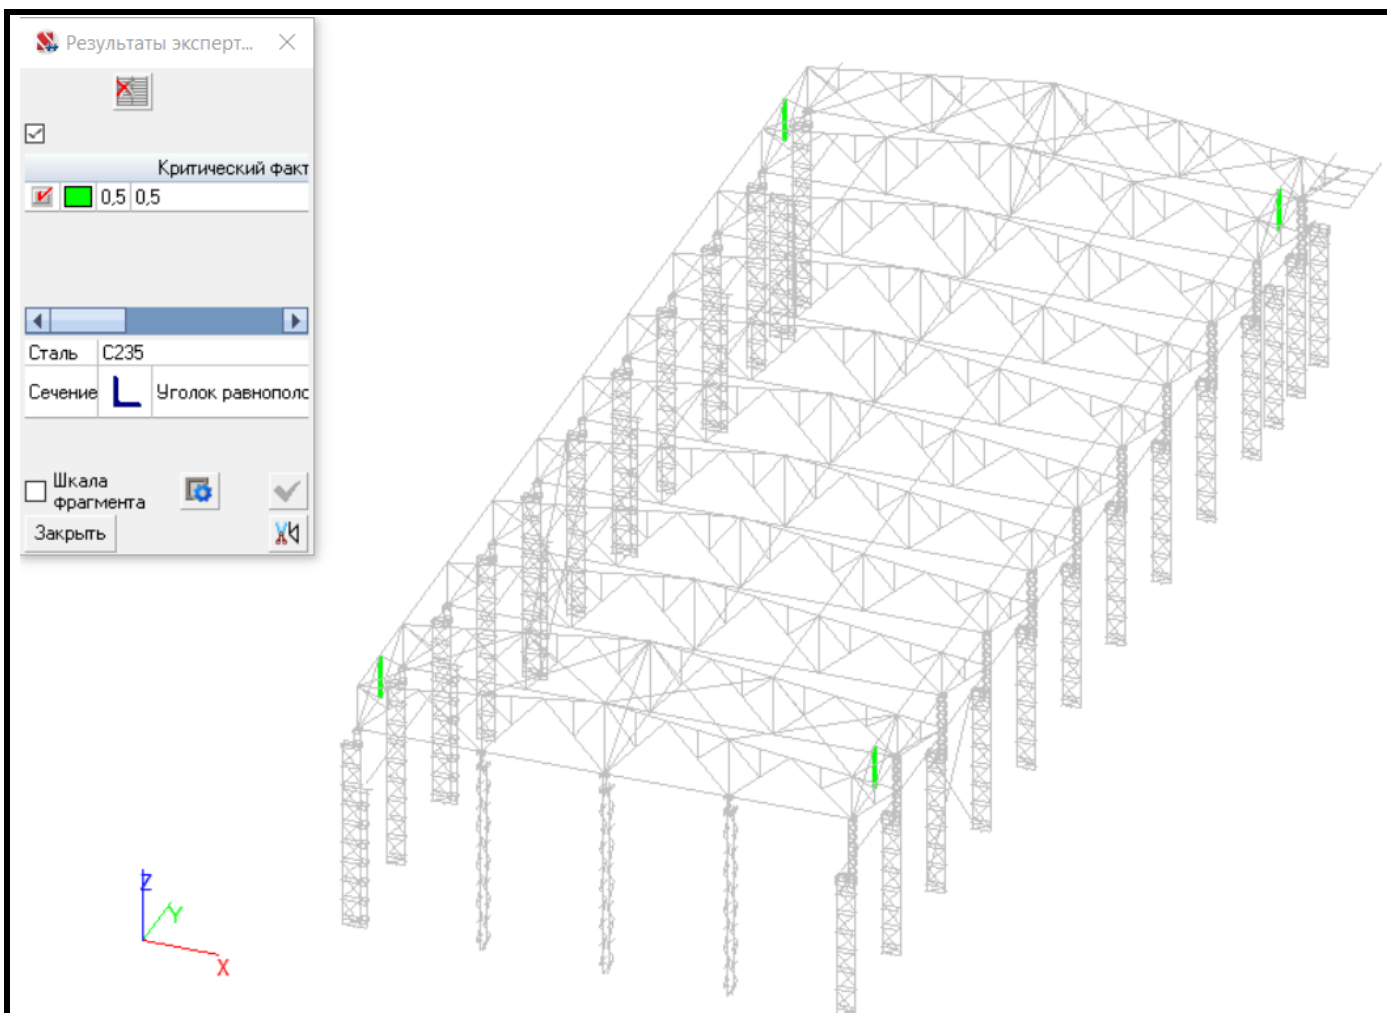 Результаты эксперт...
Критический факт
0,5 0,5
Сталь C235
Сечение Уголок равнополс
Шкала
фрагмента
Закрыть
Z
Y
X